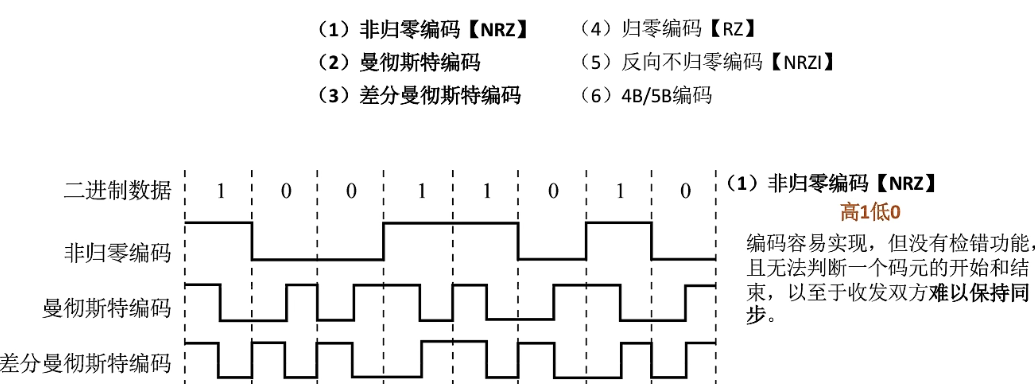 （1）非归零编码【NRZ】 （4）归零编码【RZ】
（2）曼彻斯特编码 （5）反向不归零编码【NRZI】
（3）差分曼彻斯特编码 （6）4B/5B编码
二进制数据 1 0 0 1 1 0 1 0
非归零编码
曼彻斯特编码
差分曼彻斯特编码
（1）非归零编码【NRZ】
高1低0
编码容易实现，但没有检错功能，
且无法判断一个码元的开始和结
束，以至于收发双方难以保持同
步。